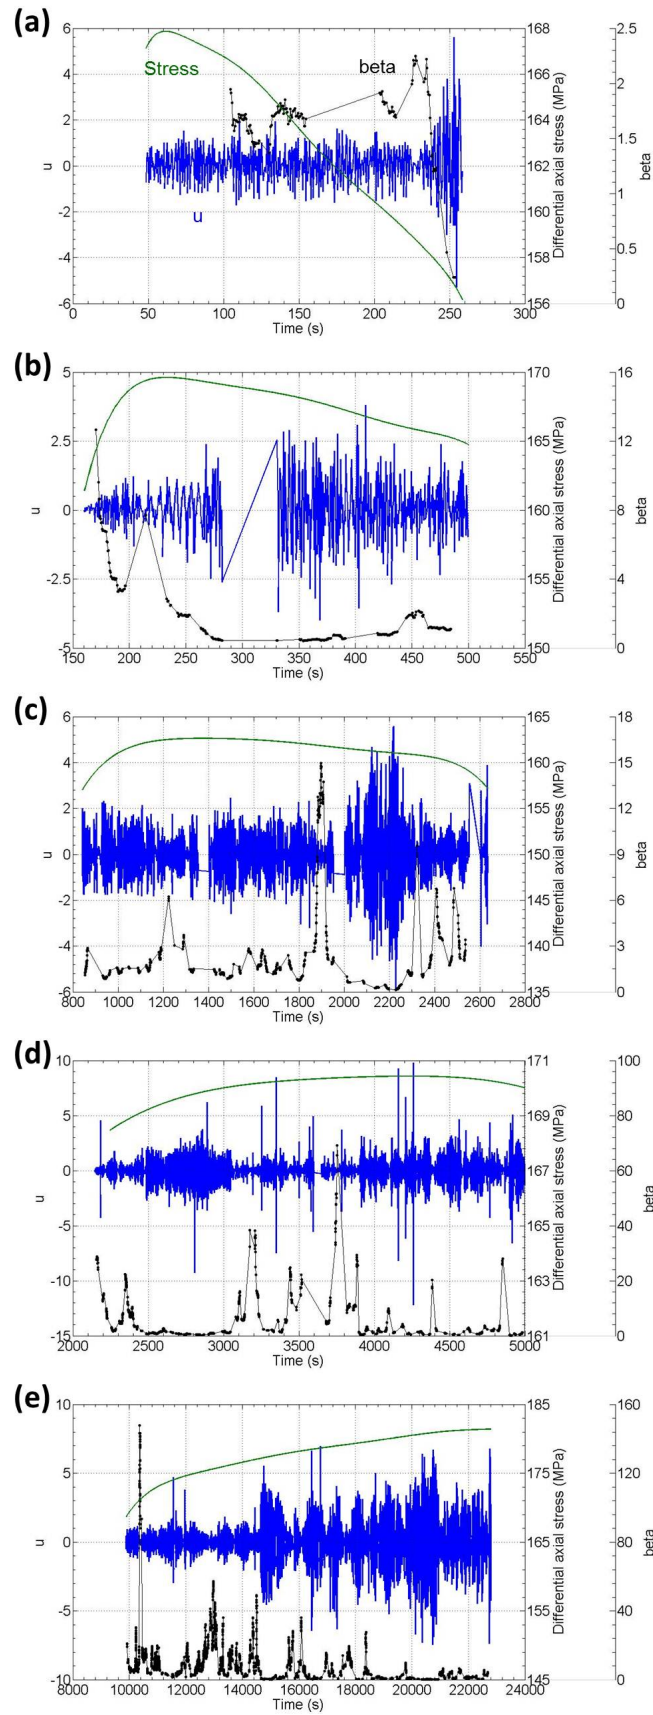 (a)
6
4
2
0
-2
-4
-6
u
Stress
beta
u
168
166
164
162
160
158
156
Differential axial stress (MPa)
2.5
2
1.5
1
0.5
0
beta
0 50 100 150 200 250 300
Time (s)
(b)
5
2.5
0
-2.5
-5
u
170
165
160
155
150
Differential axial stress (MPa)
16
12
8
4
0
beta
150 200 250 300 350 400 450 500 550
Time (s)
(c)
6
4
2
0
-2
-4
-6
u
165
160
155
150
145
140
135
Differential axial stress (MPa)
18
15
12
9
6
3
0
beta
800 1000 1200 1400 1600 1800 2000 2200 2400 2600 2800
Time (s)
(d)
10
5
0
-5
-10
-15
u
171
169
167
165
163
161
Differential axial stress (MPa)
100
80
60
40
20
0
beta
2000 2500 3000 3500 4000 4500 5000
Time (s)
(e)
10
5
0
-5
-10
u
185
175
165
155
145
Differential axial stress (MPa)
160
120
80
40
0
beta
8000 10000 12000 14000 16000 18000 20000 22000 24000
Time (s)